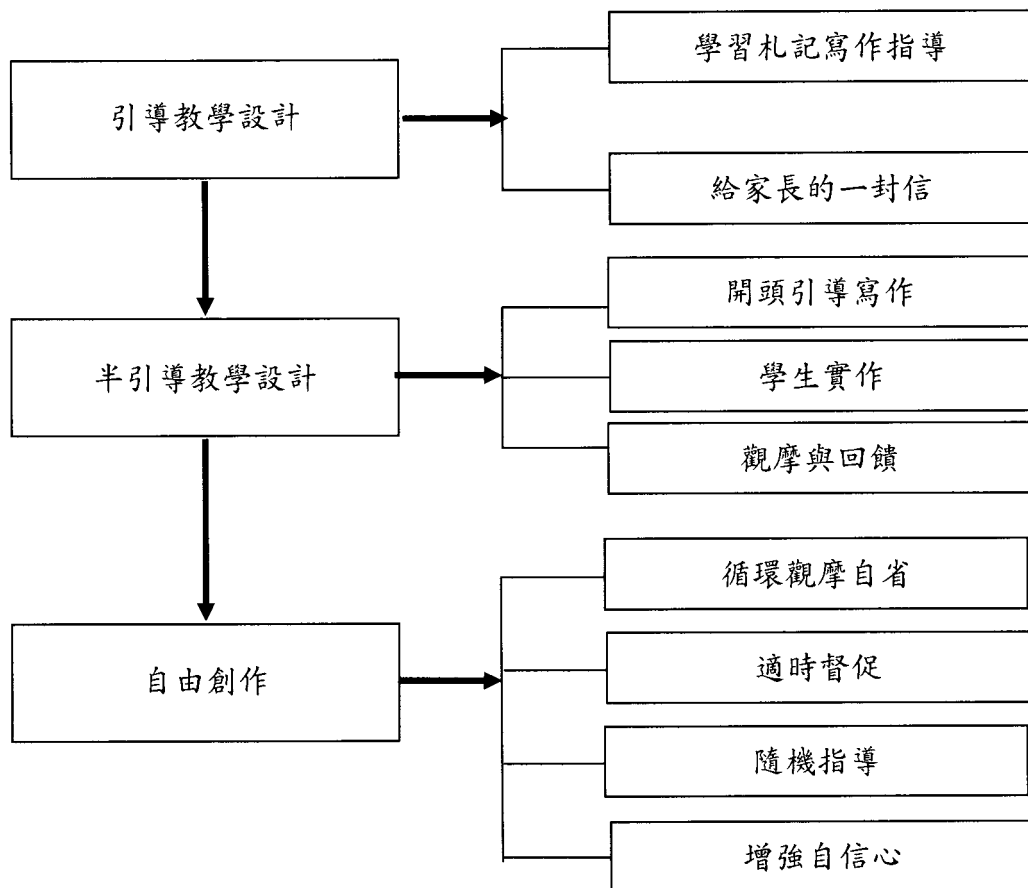 引導教學設計
學習札記寫作指導
給家長的一封信
半引導教學設計
開頭引導寫作
學生實作
觀摩與回饋
自由創作
循環觀摩自省
適時督促
隨機指導
增強自信心